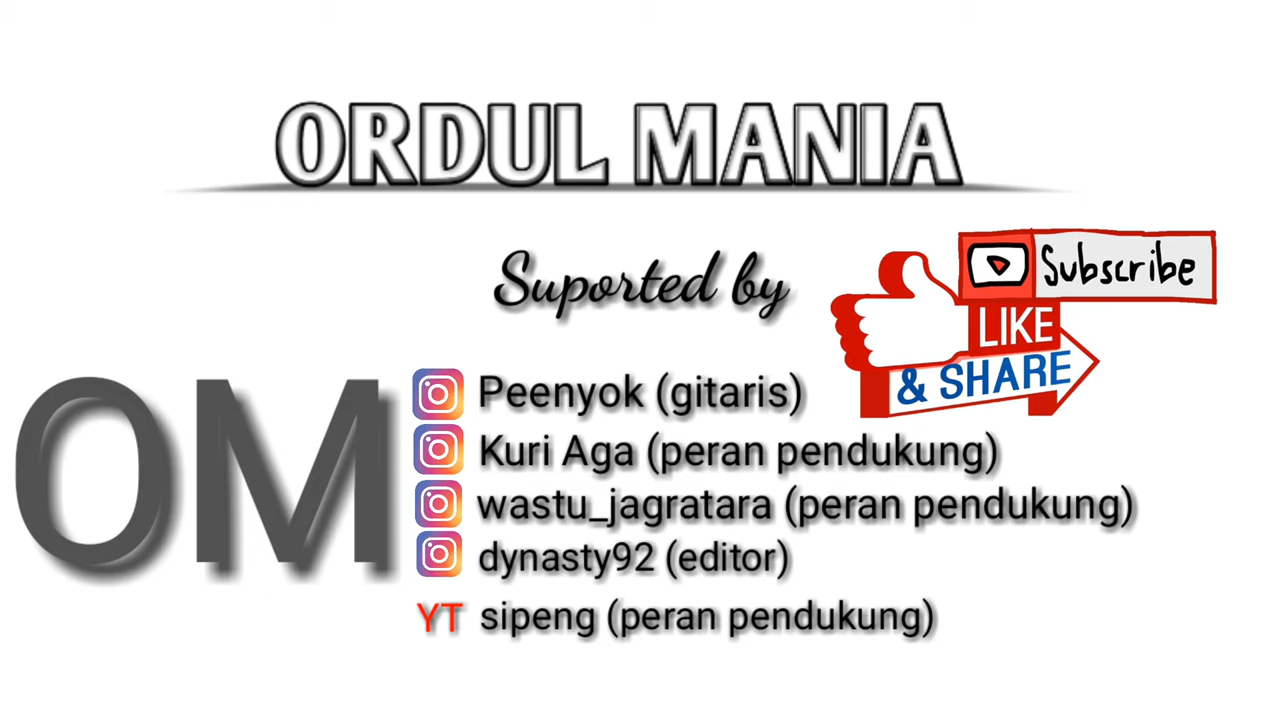 ORDUL MANIA
Suported by
Subscribe
LIKE
& SHARE
OM
Peenyok (gitaris)
Kuri Aga (peran pendukung)
wastu_jagratara (peran pendukung)
dynasty92 (editor)
YT sipeng (peran pendukung)